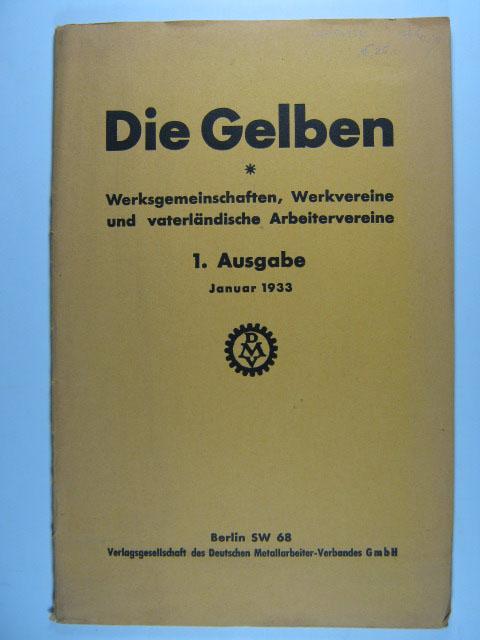 Die Gelben
*
Werksgemeinschaften, Werkvereine
und vaterländische Arbeitervereine
1. Ausgabe
Januar 1933
D
M
V
Berlin SW 68
Verlagsgesellschaft des Deutschen Metallarbeiter-Verbandes GmbH